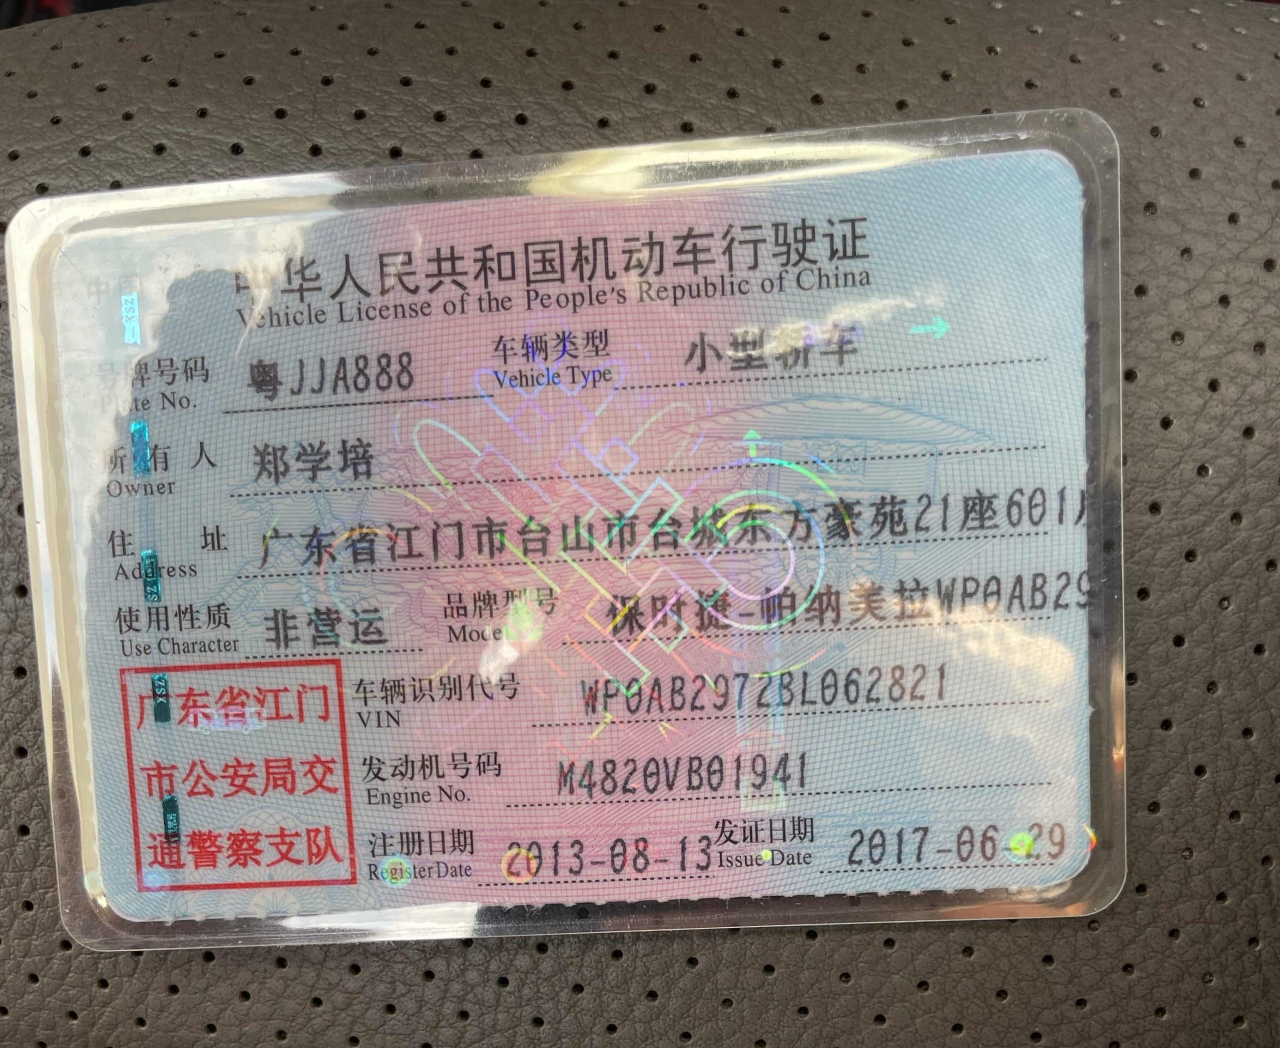 中华人民共和国机动车行驶证
Vehicle License of the People's Republic of China
号牌号码 粤JJA888 车辆类型 小型轿车
Plate No. Vehicle Type
所有人 郑学培
Owner
住址 广东省江门市台山市台城东方豪苑21座601
Address
使用性质 非营运 品牌型号 保时捷-帕纳美拉WP0AB29
Use Character Model
广东省江门 车辆识别代号 WP0AB2972BL062821
VIN
市公安局交 发动机号码 M4820VB01941
Engine No.
通警察支队 注册日期 2013-08-13 发证日期 2017-06-29
Register Date Issue Date